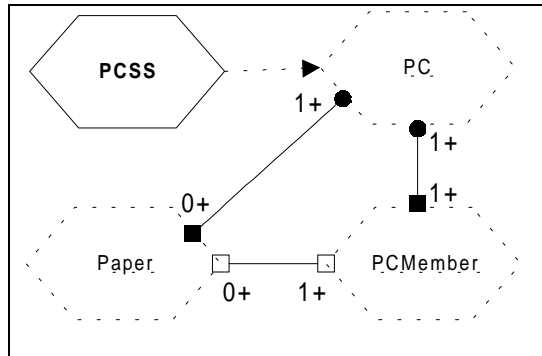 PCSS
PC
1+
1+
1+
0+
Paper
PCMember
0+
1+